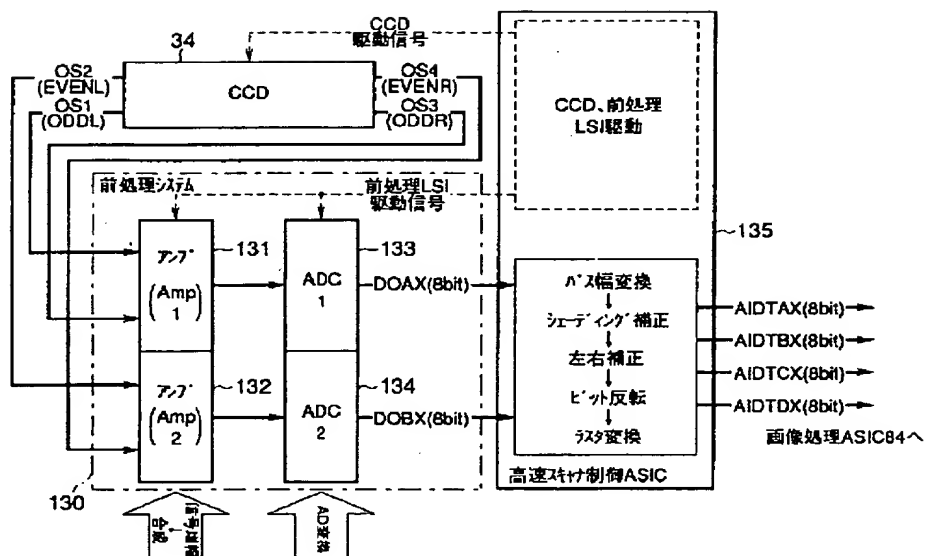 CCD
駆動信号
34
OS2
(EVENL)
OS1
(ODDL)
CCD
OS4
(EVENR)
OS3
(ODDR)
CCD、前処理
LSI駆動
135
前処理システム
前処理LSI
駆動信号
アンプ
(Amp 1)
131
ADC
1
133
DOAX(8bit)
アンプ
(Amp 2)
132
ADC
2
134
DOBX(8bit)
130
バス幅変換
シェーディング補正
左右補正
ビット反転
ラスタ変換
高速スキャナ制御ASIC
AIDTAX(8bit)
AIDTBX(8bit)
AIDTCX(8bit)
AIDTDX(8bit)
画像処理ASIC84へ
信号増幅
合成
AD変換